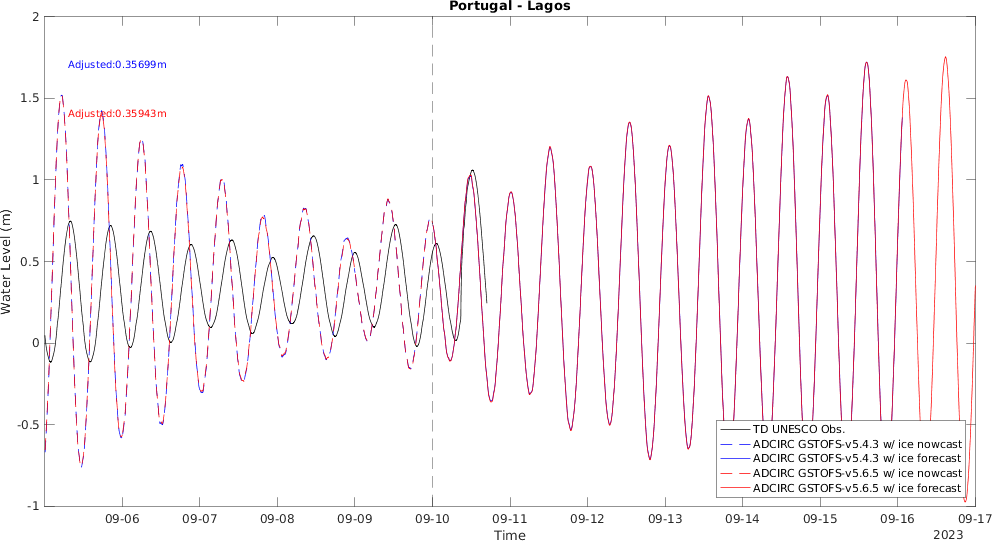 Portugal - Lagos
2
1.5
1
0.5
0
-0.5
-1
Water Level (m)
Adjusted:0.35699m
Adjusted:0.35943m
TD UNESCO Obs.
ADCIRC GSTOFS-v5.4.3 w/ ice nowcast
ADCIRC GSTOFS-v5.4.3 w/ ice forecast
ADCIRC GSTOFS-v5.6.5 w/ ice nowcast
ADCIRC GSTOFS-v5.6.5 w/ ice forecast
09-06 09-07 09-08 09-09 09-10 09-11 09-12 09-13 09-14 09-15 09-16 09-17
Time
2023